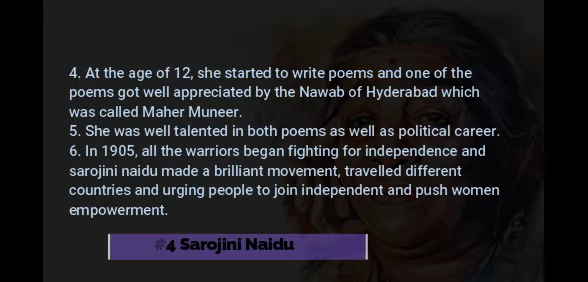 4. At the age of 12, she started to write poems and one of the
poems got well appreciated by the Nawab of Hyderabad which
was called Maher Muneer.
5. She was well talented in both poems as well as political career.
6. In 1905, all the warriors began fighting for independence and
sarojini naidu made a brilliant movement, travelled different
countries and urging people to join independent and push women
empowerment.
#4 Sarojini Naidu